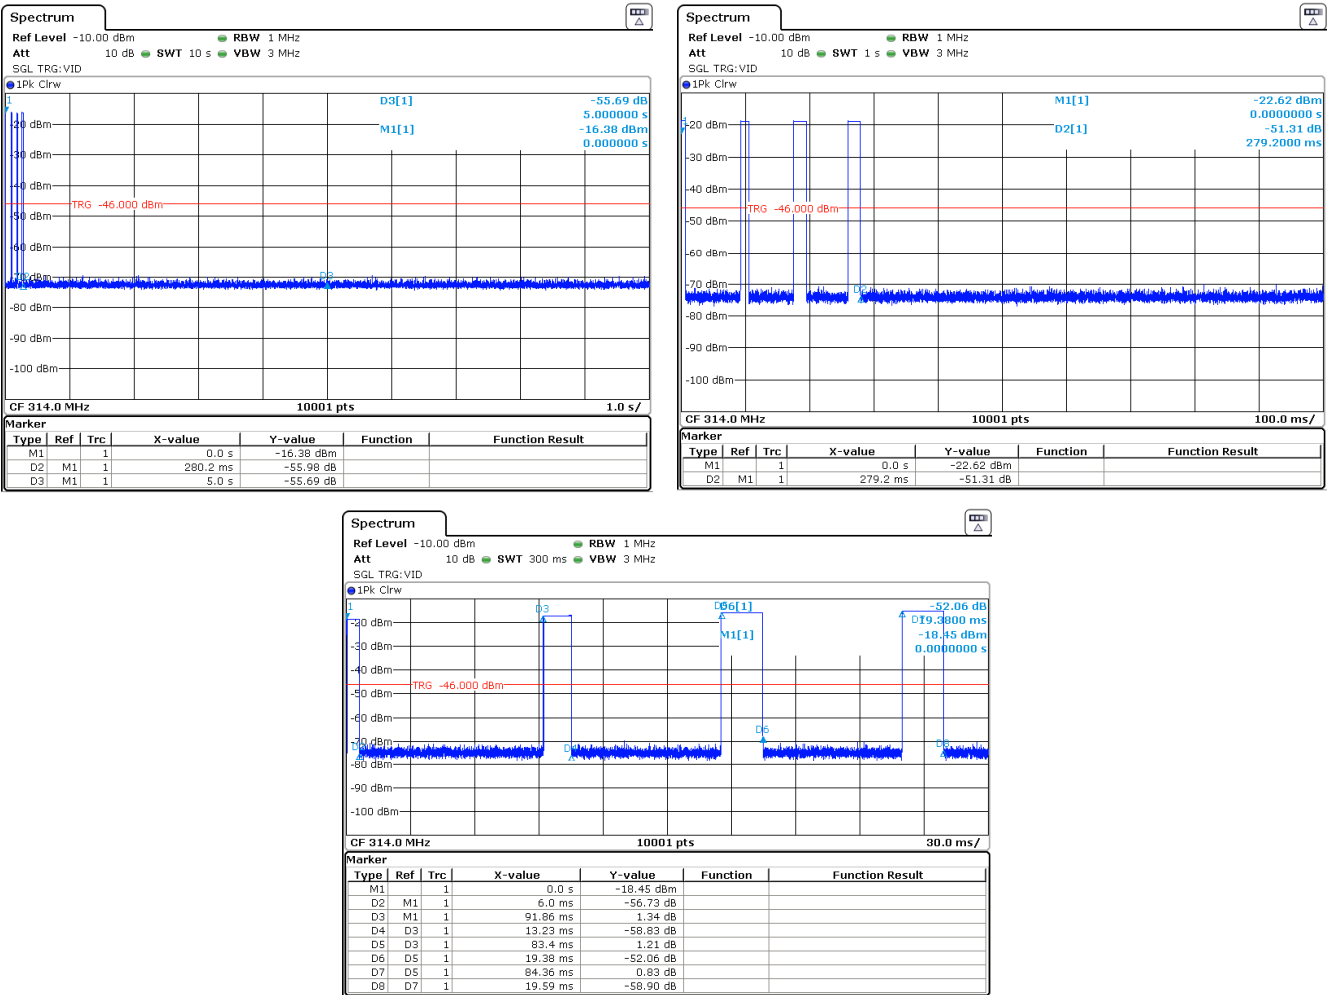 Spectrum
Ref Level -10.00 dBm RBW 1 MHz
Att 10 dB SWT 10 s VBW 3 MHz
SGL TRG:VID
1Pk Clrw
1
D3[1] -55.69 dB
5.000000 s
M1[1] -16.38 dBm
0.000000 s
-20 dBm
-30 dBm
-40 dBm
TRG -46.000 dBm
-50 dBm
-60 dBm
-70 dBm
D3
-80 dBm
-90 dBm
-100 dBm
CF 314.0 MHz 10001 pts 1.0 s/
Marker
Type Ref Trc X-value Y-value Function Function Result
M1 1 0.0 s -16.38 dBm
D2 M1 1 280.2 ms -55.98 dB
D3 M1 1 5.0 s -55.69 dB
Spectrum
Ref Level -10.00 dBm RBW 1 MHz
Att 10 dB SWT 1 s VBW 3 MHz
SGL TRG:VID
1Pk Clrw
M1[1] -22.62 dBm
0.0000000 s
D2[1] -51.31 dB
279.2000 ms
-20 dBm
-30 dBm
-40 dBm
TRG -46.000 dBm
-50 dBm
-60 dBm
-70 dBm
D2
-80 dBm
-90 dBm
-100 dBm
CF 314.0 MHz 10001 pts 100.0 ms/
Marker
Type Ref Trc X-value Y-value Function Function Result
M1 1 0.0 s -22.62 dBm
D2 M1 1 279.2 ms -51.31 dB
Spectrum
Ref Level -10.00 dBm RBW 1 MHz
Att 10 dB SWT 300 ms VBW 3 MHz
SGL TRG:VID
1Pk Clrw
1
D3
D6[1] -52.06 dB
19.3800 ms
M1[1] -18.45 dBm
0.0000000 s
-20 dBm
-30 dBm
-40 dBm
TRG -46.000 dBm
-50 dBm
-60 dBm
D6
-70 dBm
D8
-80 dBm
-90 dBm
-100 dBm
CF 314.0 MHz 10001 pts 30.0 ms/
Marker
Type Ref Trc X-value Y-value Function Function Result
M1 1 0.0 s -18.45 dBm
D2 M1 1 6.0 ms -56.73 dB
D3 M1 1 91.86 ms 1.34 dB
D4 D3 1 13.23 ms -58.83 dB
D5 D3 1 83.4 ms 1.21 dB
D6 D5 1 19.38 ms -52.06 dB
D7 D5 1 84.36 ms 0.83 dB
D8 D7 1 19.59 ms -58.90 dB